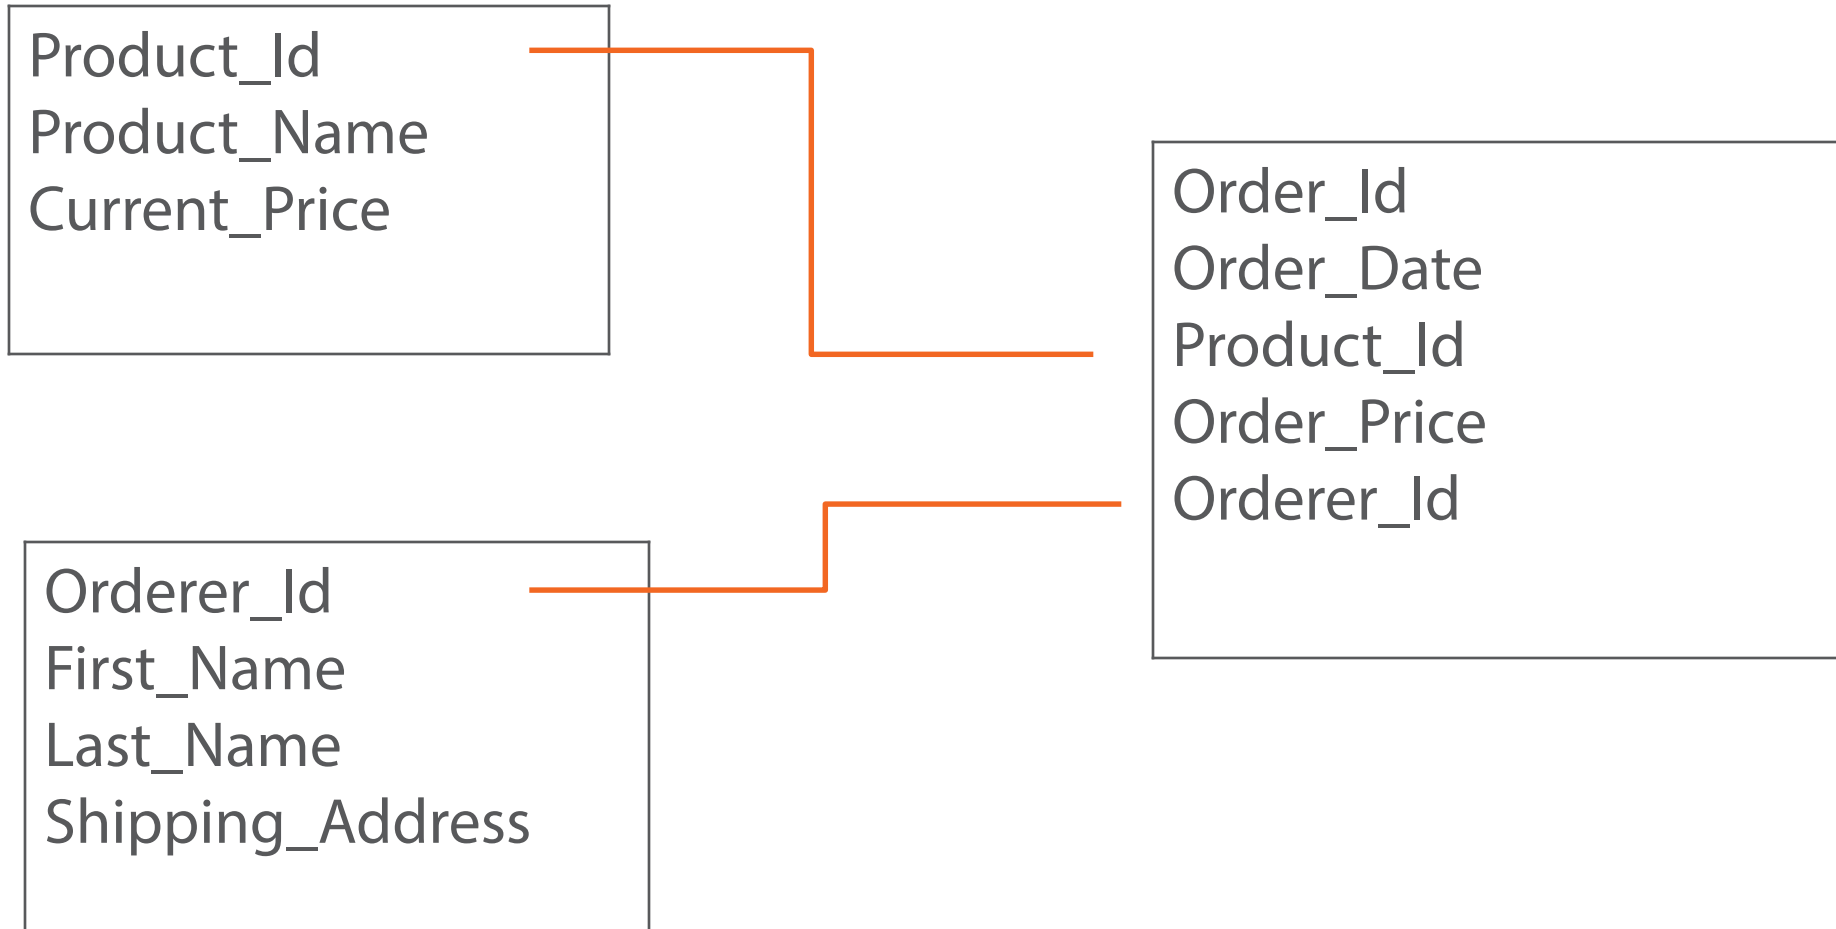 Product_Id
Product_Name
Current_Price
Order_Id
Order_Date
Product_Id
Order_Price
Orderer_Id
Orderer_Id
First_Name
Last_Name
Shipping_Address